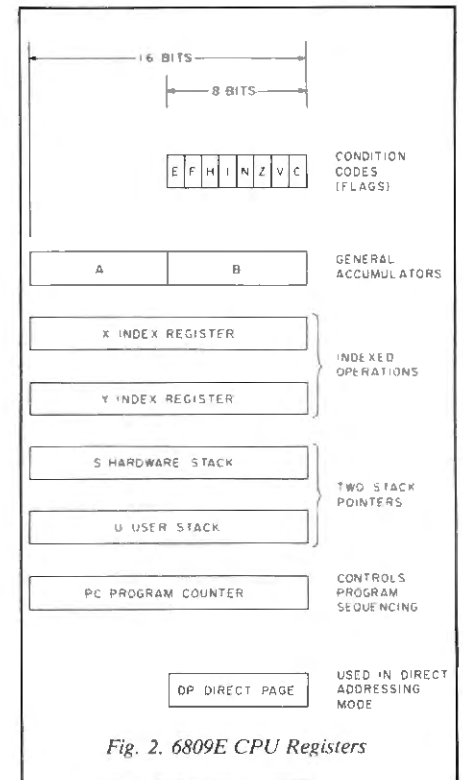 16 BITS
8 BITS
E F H I N Z V C
CONDITION
CODES
(FLAGS)
A B
GENERAL
ACCUMULATORS
X INDEX REGISTER
Y INDEX REGISTER
INDEXED
OPERATIONS
S HARDWARE STACK
U USER STACK
TWO STACK
POINTERS
PC PROGRAM COUNTER
CONTROLS
PROGRAM
SEQUENCING
DP DIRECT PAGE
USED IN DIRECT
ADDRESSING
MODE
Fig. 2. 6809E CPU Registers